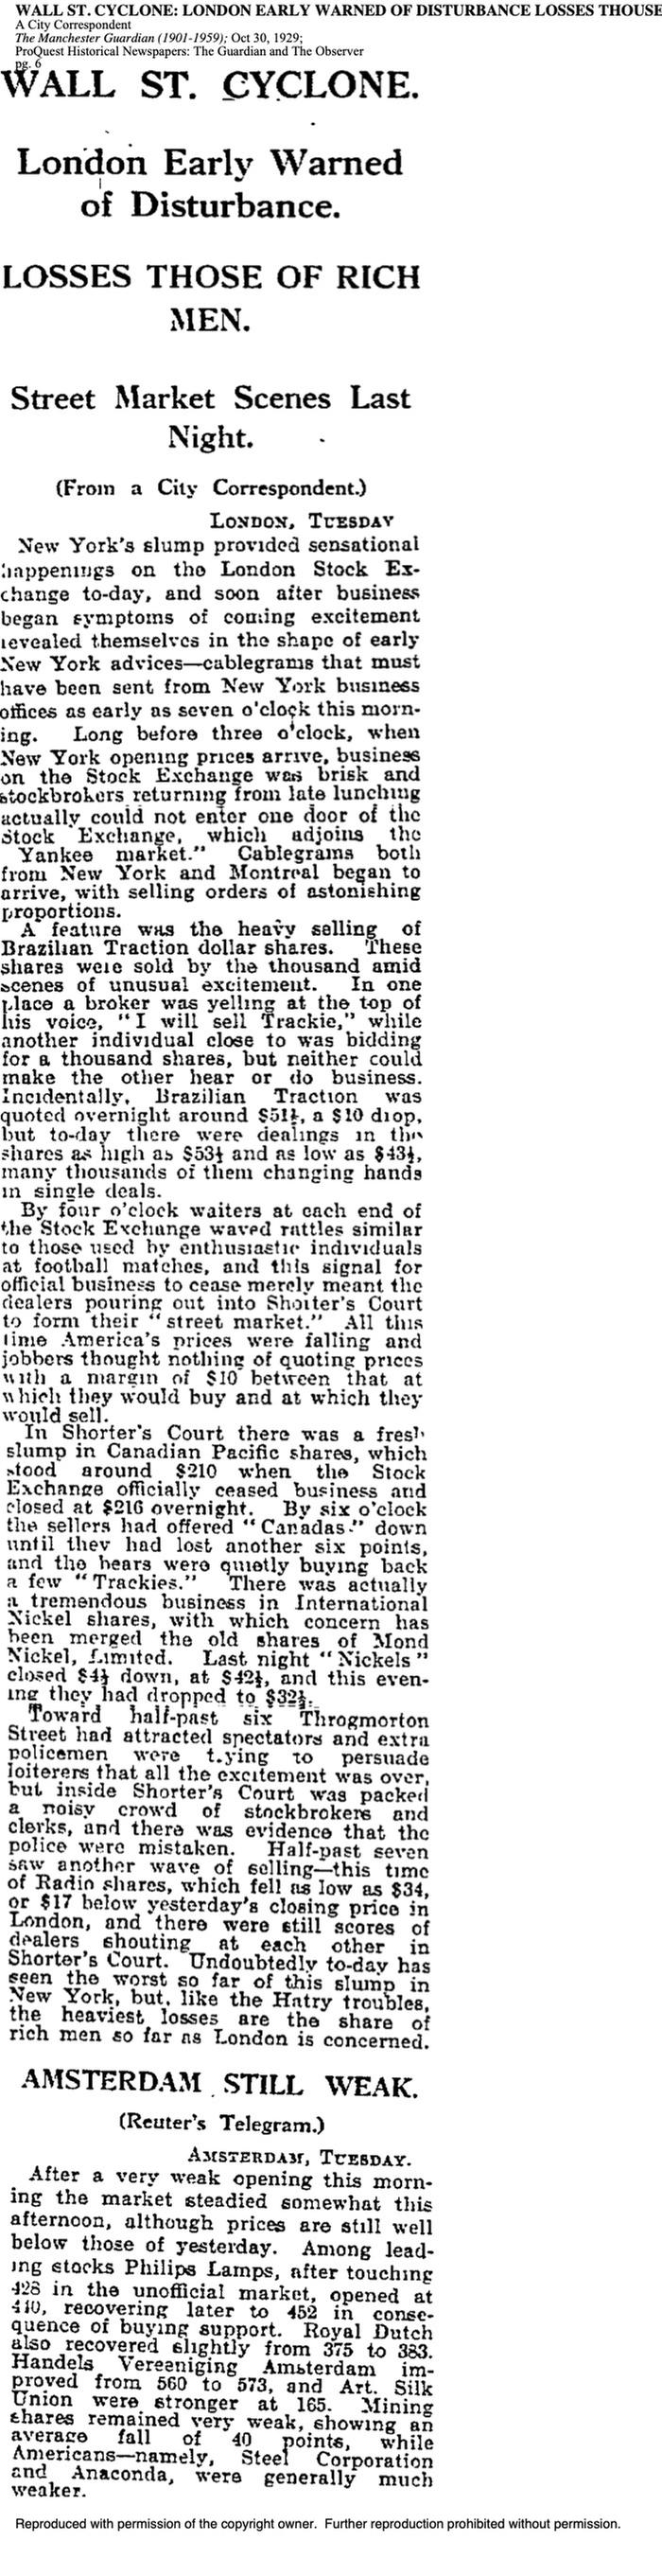 WALL ST. CYCLONE: LONDON EARLY WARNED OF DISTURBANCE LOSSES THOUSE
A City Correspondent
The Manchester Guardian (1901-1959); Oct 30, 1929;
ProQuest Historical Newspapers: The Guardian and The Observer
pg. 6
WALL ST. CYCLONE.
London Early Warned
of Disturbance.
LOSSES THOSE OF RICH
MEN.
Street Market Scenes Last
Night.
(From a City Correspondent.)
LONDON, TUESDAY
New York's slump provided sensational
happenings on the London Stock Ex-
change to-day, and soon after business
began symptoms of coming excitement
revealed themselves in the shape of early
New York advices—cablegrams that must
have been sent from New York business
offices as early as seven o'clock this morn-
ing. Long before three o'clock, when
New York opening prices arrive, business
on the Stock Exchange was brisk and
stockbrokers returning from late lunching
actually could not enter one door of the
Stock Exchange, which adjoins the
Yankee market." Cablegrams both
from New York and Montreal began to
arrive, with selling orders of astonishing
proportions.
A feature was the heavy selling of
Brazilian Traction dollar shares. These
shares were sold by the thousand amid
scenes of unusual excitement. In one
place a broker was yelling at the top of
his voice, "I will sell Trackie," while
another individual close to was bidding
for a thousand shares, but neither could
make the other hear or do business.
Incidentally, Brazilian Traction was
quoted overnight around a $10 drop,
but to-day there were dealings in the
shares as high as and as low as
many thousands of them changing hands
in single deals.
By four o'clock waiters at each end of
the Stock Exchange waved rattles similar
to those used by enthusiastic individuals
at football matches, and this signal for
official business to cease merely meant the
dealers pouring out into Shorter's Court
to form their "street market." All this
time America's prices were falling and
jobbers thought nothing of quoting prices
with a margin of $10 between that at
which they would buy and at which they
would sell.
In Shorter's Court there was a fresh
slump in Canadian Pacific shares, which
stood around $210 when the Stock
Exchange officially ceased business and
closed at $216 overnight. By six o'clock
the sellers had offered "Canadas" down
until they had lost another six points,
and the bears were quietly buying back
a few "Trackies." There was actually
a tremendous business in International
Nickel shares, with which concern has
been merged the old shares of Mond
Nickel, Limited. Last night "Nickels"
closed down, at and this even-
ing they had dropped to
Toward half-past six Throgmorton
Street had attracted spectators and extra
policemen were trying to persuade
loiterers that all the excitement was over,
but inside Shorter's Court was packed
a noisy crowd of stockbrokers and
clerks, and there was evidence that the
police were mistaken. Half-past seven
saw another wave of selling—this time
of Radio shares, which fell as low as $34,
or $17 below yesterday's closing price in
London, and there were still scores of
dealers shouting at each other in
Shorter's Court. Undoubtedly to-day has
seen the worst so far of this slump in
New York, but, like the Hatry troubles,
the heaviest losses are the share of
rich men so far as London is concerned.
AMSTERDAM STILL WEAK.
(Reuter's Telegram.)
AMSTERDAM, TUESDAY.
After a very weak opening this morn-
ing the market steadied somewhat this
afternoon, although prices are still well
below those of yesterday. Among lead-
ing stocks Philips Lamps, after touching
428 in the unofficial market, opened at
440, recovering later to 452 in conse-
quence of buying support. Royal Dutch
also recovered slightly from 375 to 383.
Handels Vereeniging Amsterdam im-
proved from 560 to 573, and Art. Silk
Union were stronger at 165. Mining
shares remained very weak, showing an
average fall of 40 points, while
Americans—namely, Steel Corporation
and Anaconda, were generally much
weaker.
Reproduced with permission of the copyright owner. Further reproduction prohibited without permission.